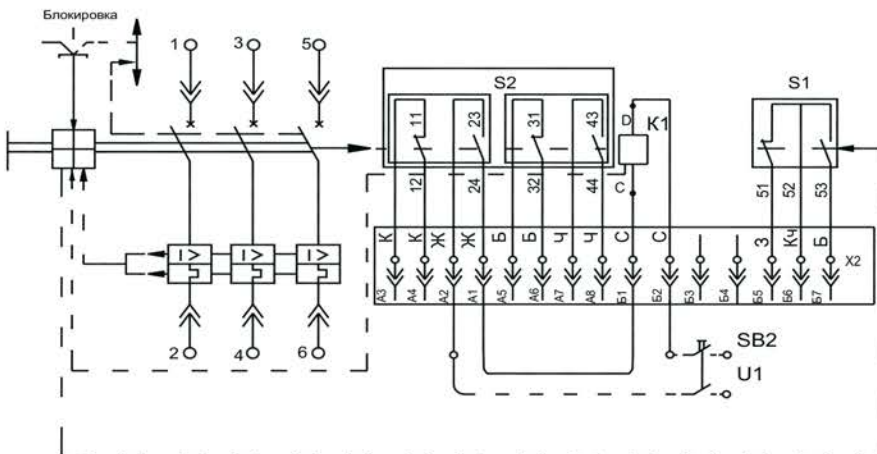 Блокировка
1 3 5
S2 S1
D K1
11 23 31 43
C
12 24 32 44 51 52 53
К К Ж Ж Б Б Ч Ч С С З Кч Б X2
А3 А4 А2 А1 А5 А6 А7 А8 Б1 Б2 Б3 Б4 Б5 Б6 Б7
I> I> I>
2 4 6
SB2
U1